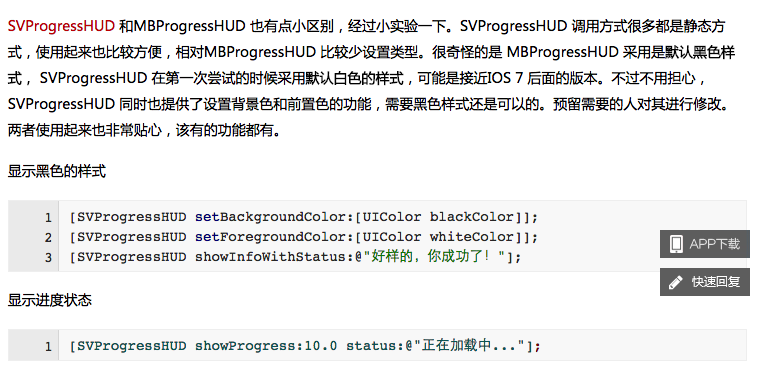 SVProgressHUD 和MBProgressHUD 也有点小区别，经过小实验一下。SVProgressHUD 调用方式很多都是静态方
式，使用起来也比较方便，相对MBProgressHUD 比较少设置类型。很奇怪的是 MBProgressHUD 采用是默认黑色样
式， SVProgressHUD 在第一次尝试的时候采用默认白色的样式，可能是接近IOS 7 后面的版本。不过不用担心，
SVProgressHUD 同时也提供了设置背景色和前置色的功能，需要黑色样式还是可以的。预留需要的人对其进行修改。
两者使用起来也非常贴心，该有的功能都有。
显示黑色的样式
1 [SVProgressHUD setBackgroundColor:[UIColor blackColor]];
2 [SVProgressHUD setForegroundColor:[UIColor whiteColor]];
3 [SVProgressHUD showInfoWithStatus:@"好样的，你成功了！"];
APP下载
快速回复
显示进度状态
1 [SVProgressHUD showProgress:10.0 status:@"正在加载中..."];